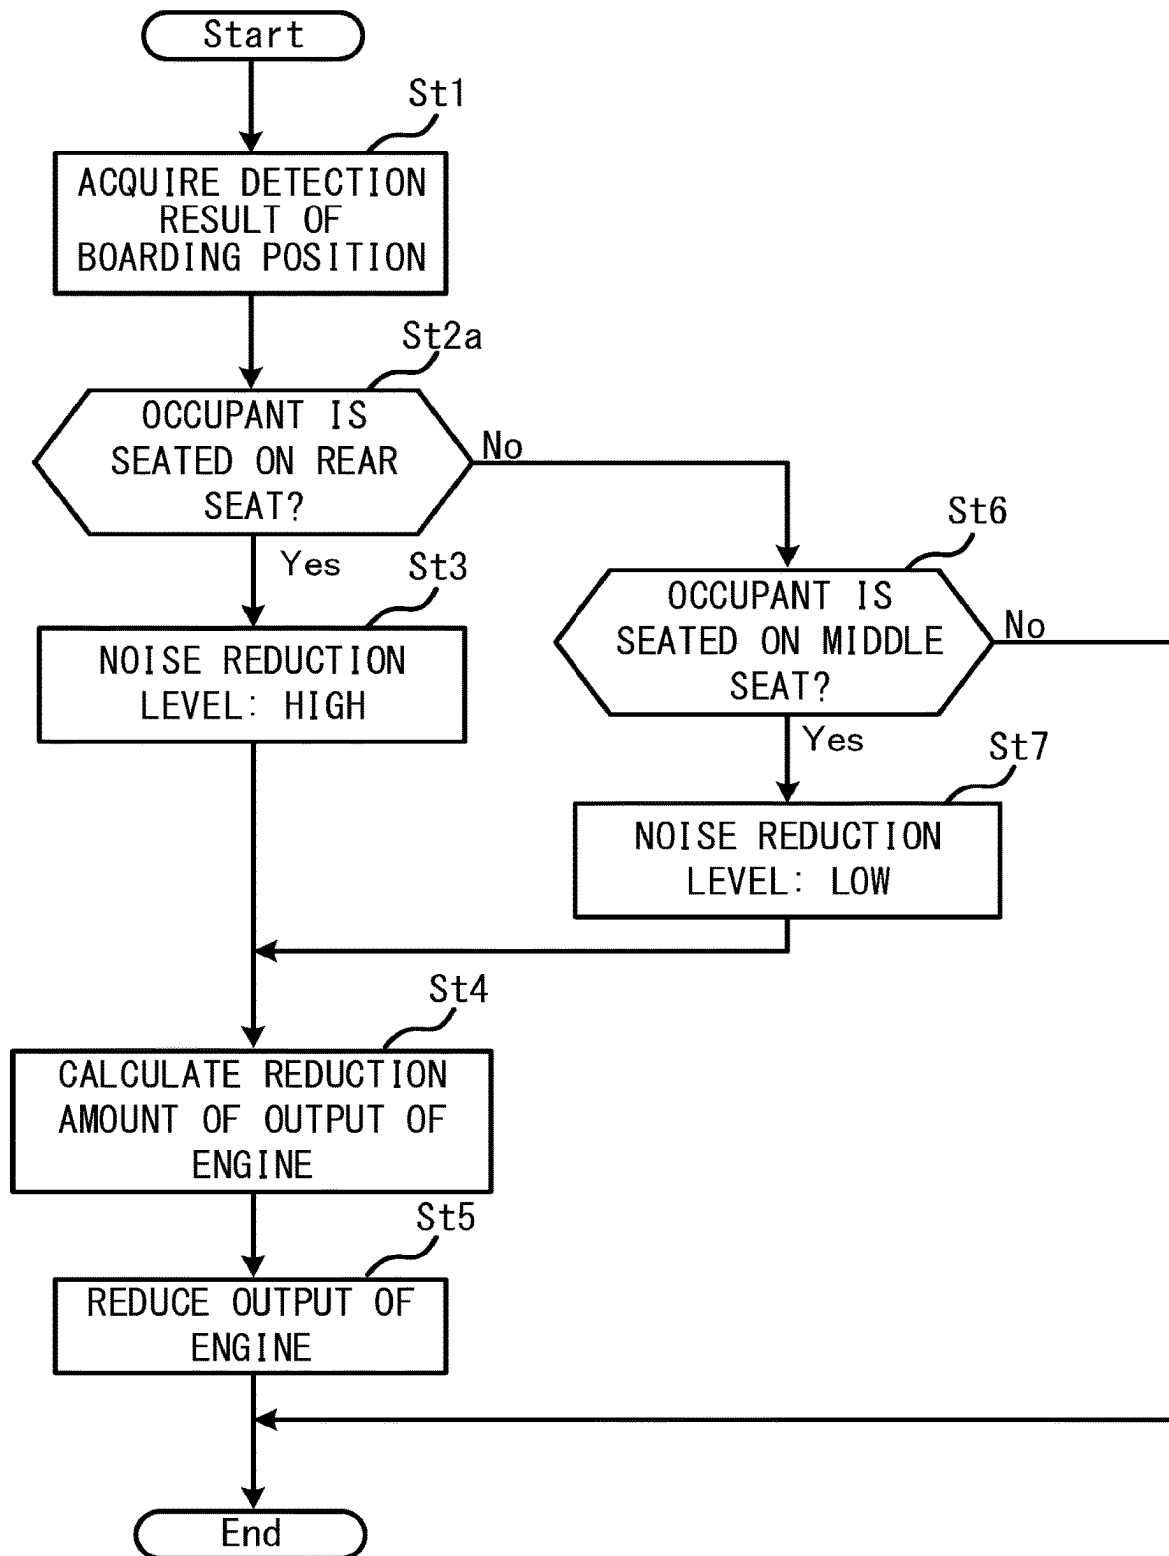 Start
St1
ACQUIRE DETECTION
RESULT OF
BOARDING POSITION
St2a
OCCUPANT IS
SEATED ON REAR
SEAT?
No
Yes
St3
NOISE REDUCTION
LEVEL: HIGH
St6
OCCUPANT IS
SEATED ON MIDDLE
SEAT?
No
Yes
St7
NOISE REDUCTION
LEVEL: LOW
St4
CALCULATE REDUCTION
AMOUNT OF OUTPUT OF
ENGINE
St5
REDUCE OUTPUT OF
ENGINE
End